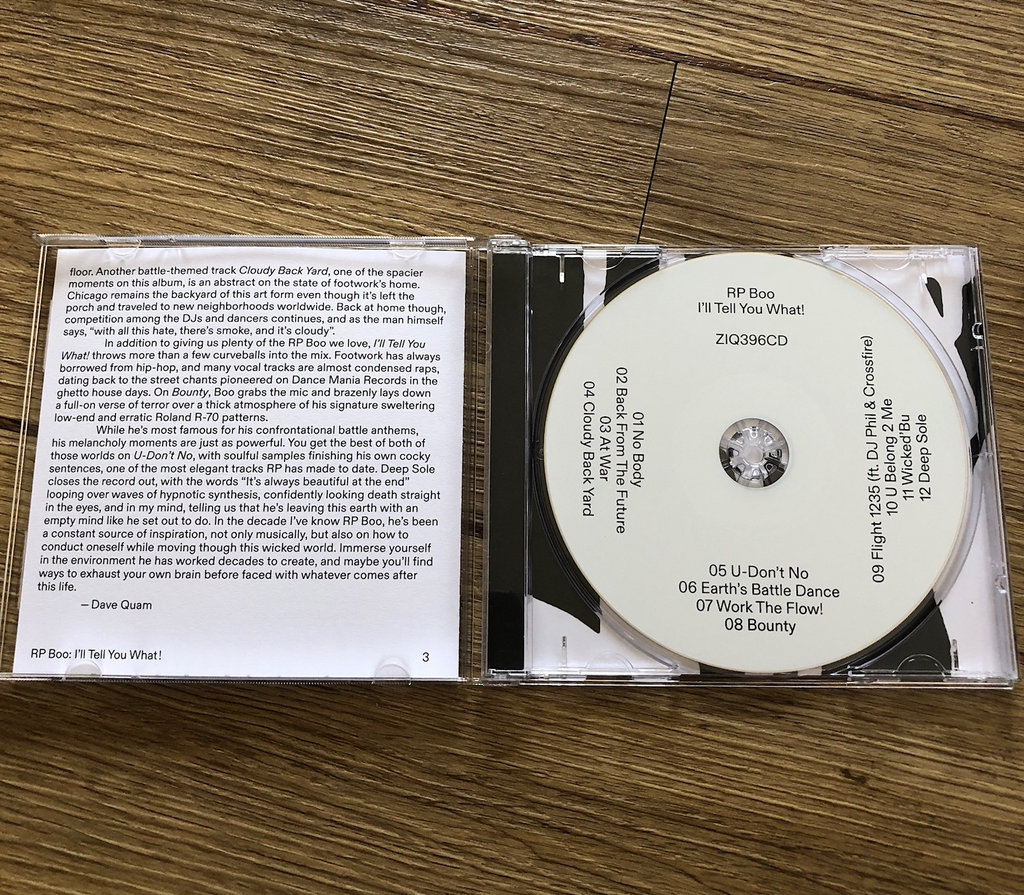 floor. Another battle-themed track Cloudy Back Yard, one of the spacier
moments on this album, is an abstract on the state of footwork's home.
Chicago remains the backyard of this art form even though it's left the
porch and traveled to new neighborhoods worldwide. Back at home though,
competition among the DJs and dancers continues, and as the man himself
says, "with all this hate, there's smoke, and it's cloudy".
In addition to giving us plenty of the RP Boo we love, I'll Tell You
What! throws more than a few curveballs into the mix. Footwork has always
borrowed from hip-hop, and many vocal tracks are almost condensed raps,
dating back to the street chants pioneered on Dance Mania Records in the
ghetto house days. On Bounty, Boo grabs the mic and brazenly lays down
a full-on verse of terror over a thick atmosphere of his signature sweltering
low-end and erratic Roland R-70 patterns.
While he's most famous for his confrontational battle anthems,
his melancholy moments are just as powerful. You get the best of both of
those worlds on U-Don't No, with soulful samples finishing his own cocky
sentences, one of the most elegant tracks RP has made to date. Deep Sole
closes the record out, with the words "It's always beautiful at the end"
looping over waves of hypnotic synthesis, confidently looking death straight
in the eyes, and in my mind, telling us that he's leaving this earth with an
empty mind like he set out to do. In the decade I've know RP Boo, he's been
a constant source of inspiration, not only musically, but also on how to
conduct oneself while moving though this wicked world. Immerse yourself
in the environment he has worked decades to create, and maybe you'll find
ways to exhaust your own brain before faced with whatever comes after
this life.
— Dave Quam
RP Boo: I'll Tell You What!
3
RP Boo
I'll Tell You What!
ZIQ396CD
01 No Body
02 Back From The Future
03 At War
04 Cloudy Back Yard
05 U-Don't No
06 Earth's Battle Dance
07 Work The Flow!
08 Bounty
09 Flight 1235 (ft. DJ Phil & Crossfire)
10 U Belong 2 Me
11 Wicked'Bu
12 Deep Sole